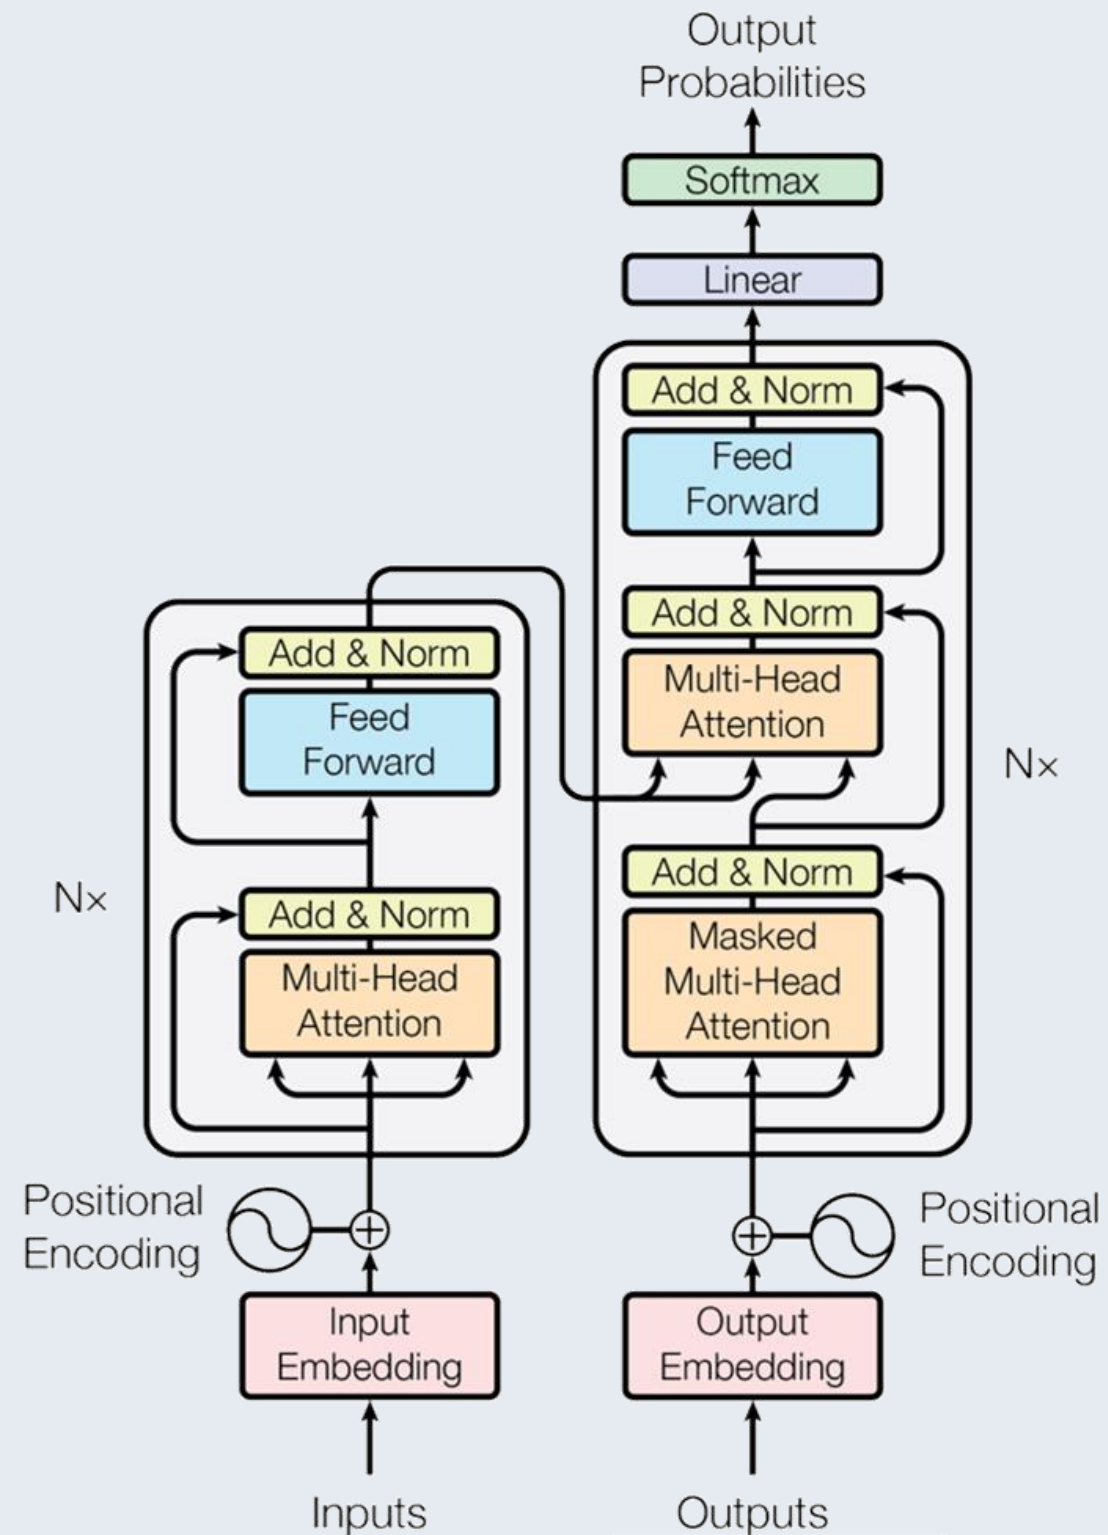 Output
Probabilities
Softmax
Linear
Add & Norm
Feed
Forward
Add & Norm
Multi-Head
Attention
Nx
Add & Norm
Masked
Multi-Head
Attention
Add & Norm
Feed
Forward
Nx
Add & Norm
Multi-Head
Attention
Positional
Encoding
Positional
Encoding
Input
Embedding
Output
Embedding
Inputs
Outputs